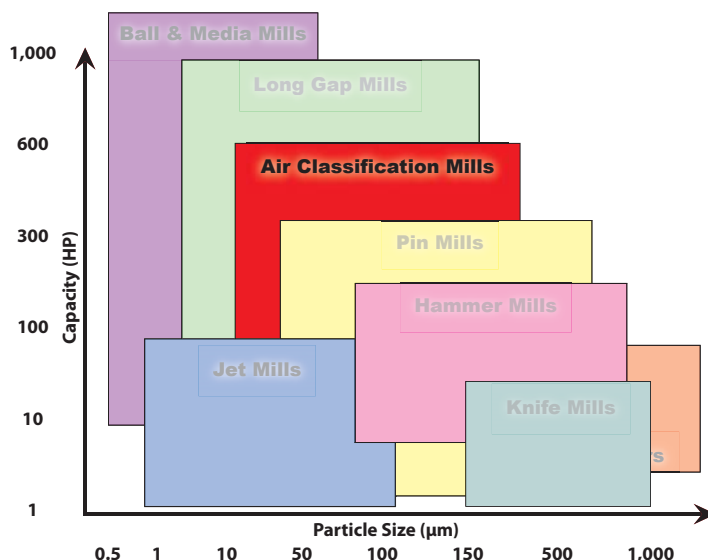 Ball & Media Mills
1,000
Long Gap Mills
600
Air Classification Mills
300
Pin Mills
Capacity (HP)
Hammer Mills
100
Jet Mills
Knife Mills
10
1
Particle Size (µm)
0.5 1 10 50 100 150 500 1,000